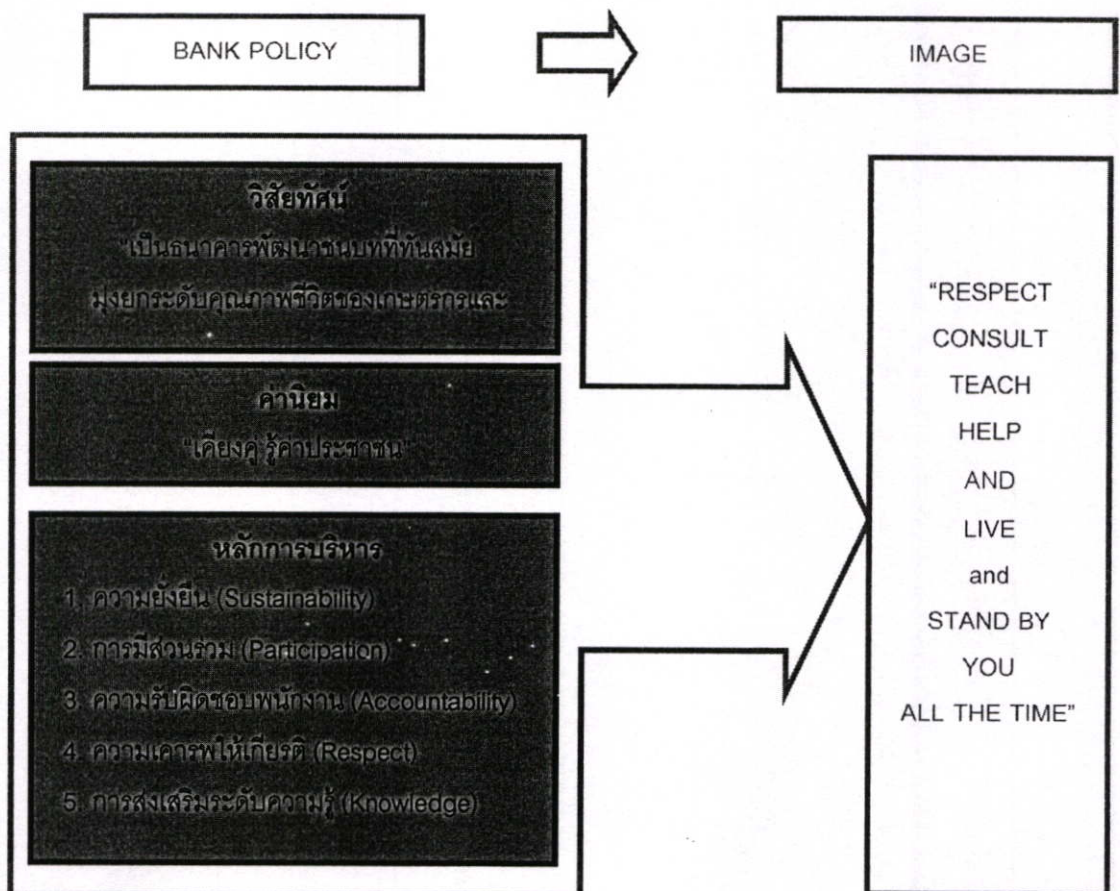 BANK POLICY
IMAGE
วิสัยทัศน์
"เป็นธนาคารพัฒนาชนบทที่ทันสมัย
มุ่งยกระดับคุณภาพชีวิตของเกษตรกรและ
ค่านิยม
"เคียงคู่ รู้ค่าประชาชน"
หลักการบริหาร
1. ความยั่งยืน (Sustainability)
2. การมีส่วนร่วม (Participation)
3. ความรับผิดชอบพนักงาน (Accountability)
4. ความเคารพให้เกียรติ (Respect)
5. การส่งเสริมระดับความรู้ (Knowledge)
"RESPECT
CONSULT
TEACH
HELP
AND
LIVE
and
STAND BY
YOU
ALL THE TIME"